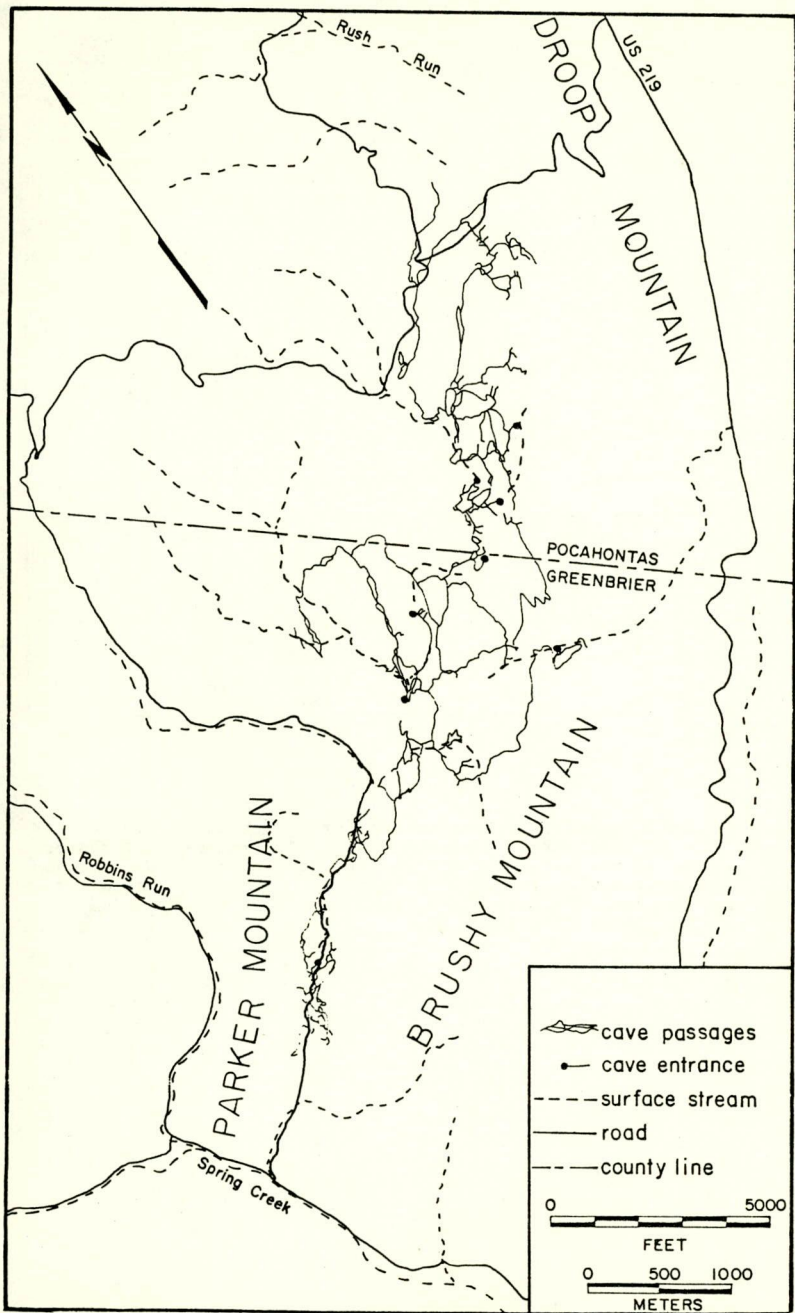 Rush
Run
DROOP
US 219
N
MOUNTAIN
POCAHONTAS
GREENBRIER
BRUSHY MOUNTAIN
PARKER MOUNTAIN
Robbins Run
Spring Creek
cave passages
cave entrance
surface stream
road
county line
0 5000
FEET
0 500 1000
METERS